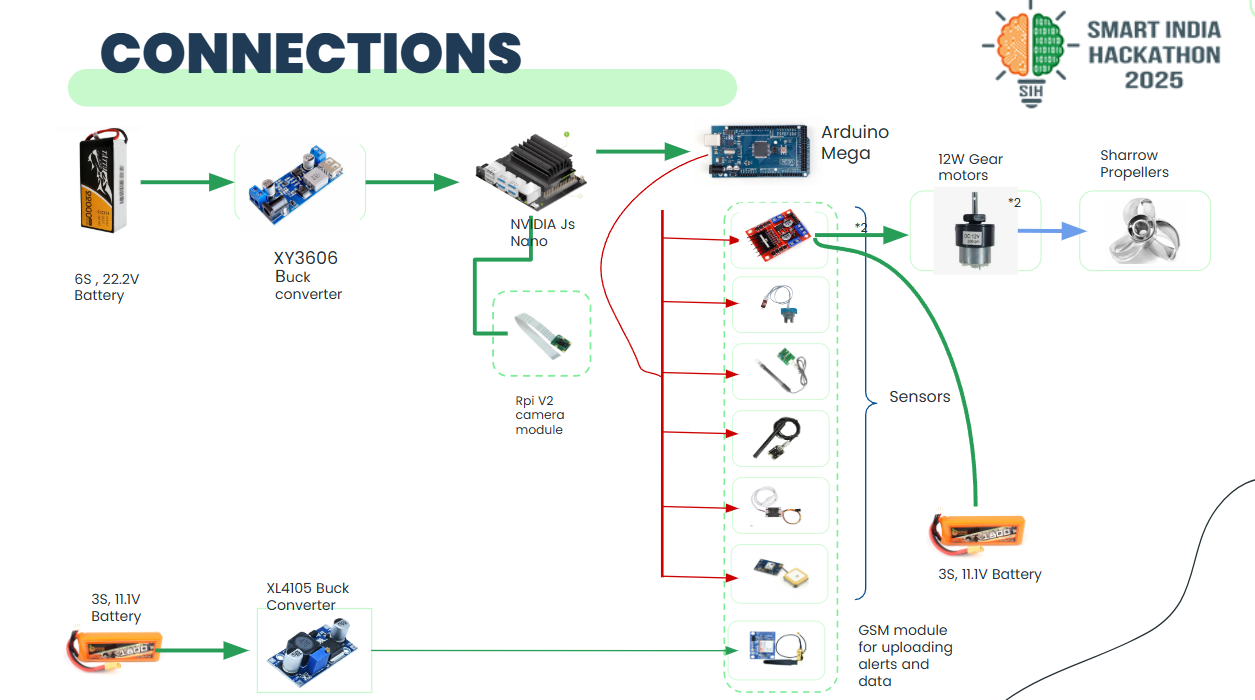 CONNECTIONS
SMART INDIA
HACKATHON
2025
SIH
Arduino
Mega
12W Gear
motors
*2
Sharrow
Propellers
NVIDIA Js
Nano
*2
6S , 22.2V
Battery
XY3606
Buck
converter
Rpi V2
camera
module
Sensors
3S, 11.1V Battery
3S, 11.1V
Battery
XL4105 Buck
Converter
GSM module
for uploading
alerts and
data